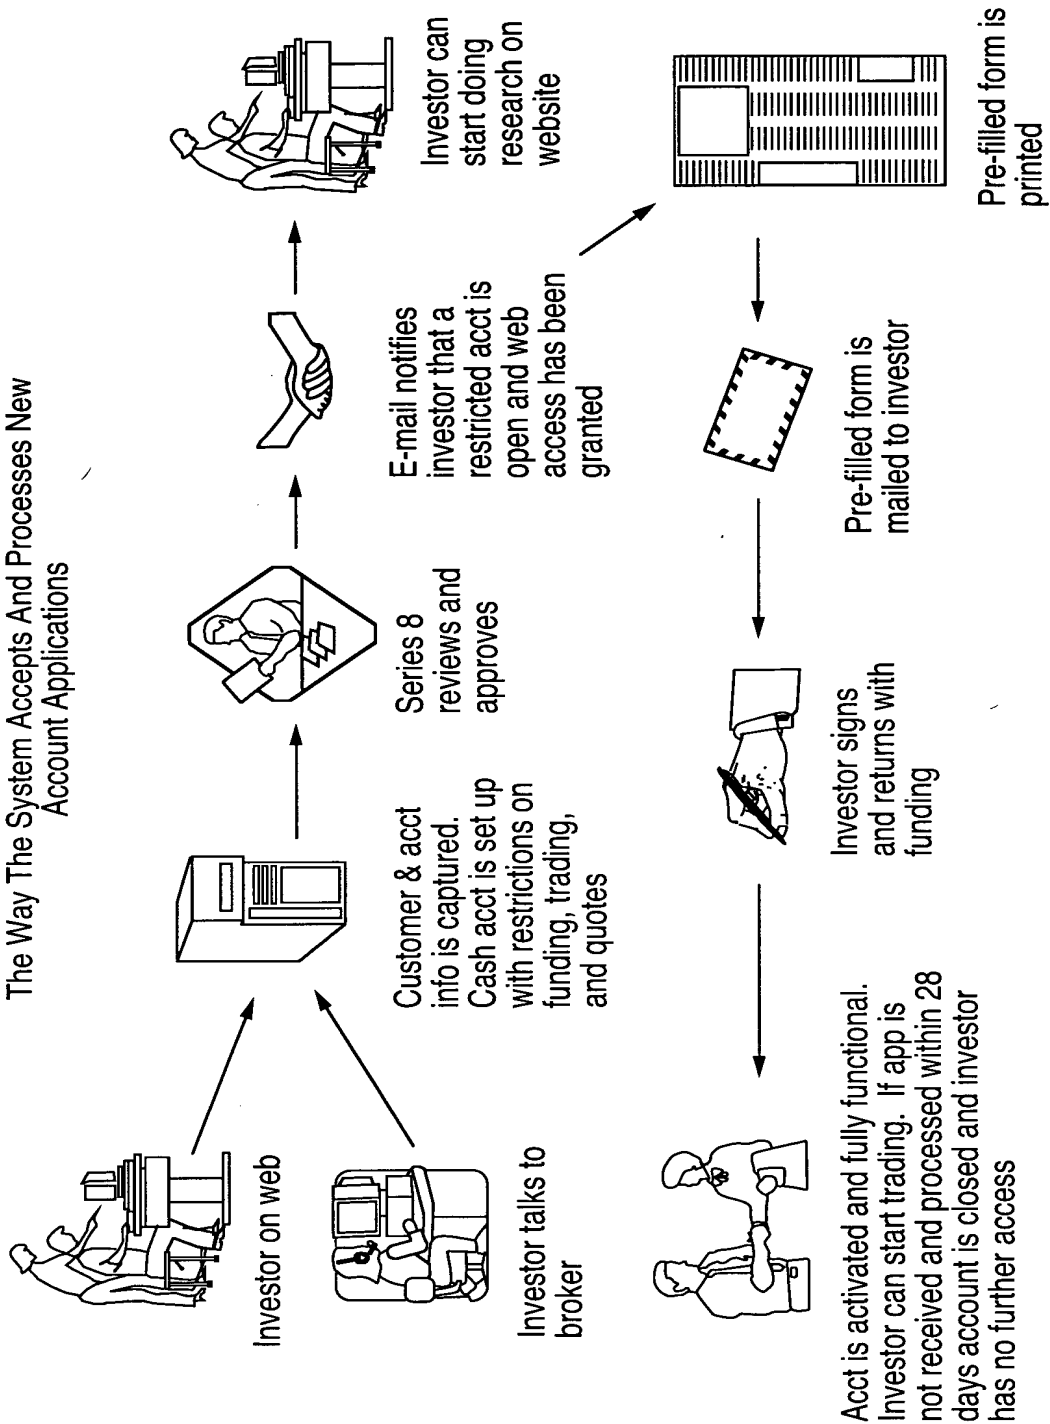 The Way The System Accepts And Processes New
Account Applications
Investor on web
Investor talks to
broker
Customer & acct
info is captured.
Cash acct is set up
with restrictions on
funding, trading,
and quotes
Series 8
reviews and
approves
E-mail notifies
investor that a
restricted acct is
open and web
access has been
granted
Investor can
start doing
research on
website
Pre-filled form is
printed
Pre-filled form is
mailed to investor
Investor signs
and returns with
funding
Acct is activated and fully functional.
Investor can start trading. If app is
not received and processed within 28
days account is closed and investor
has no further access